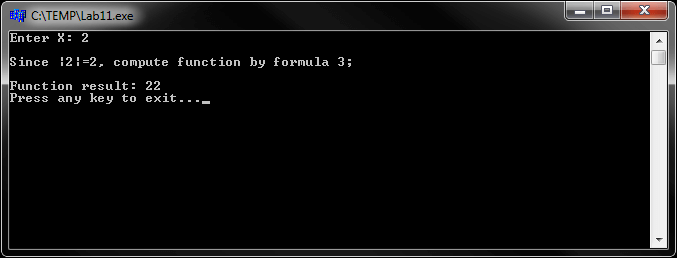 C:\TEMP\Lab11.exe
Enter X: 2
Since |2|=2, compute function by formula 3;
Function result: 22
Press any key to exit..._